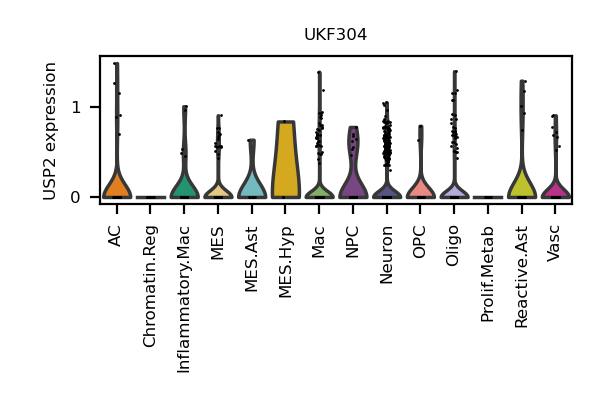 UKF304
USP2 expression
1
0
AC
Chromatin.Reg
Inflammatory.Mac
MES
MES.Ast
MES.Hyp
Mac
NPC
Neuron
OPC
Oligo
Prolif.Metab
Reactive.Ast
Vasc